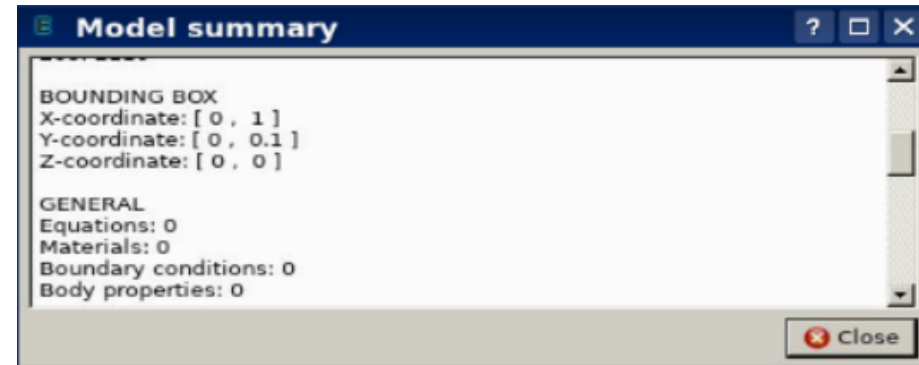 E Model summary ?
BOUNDING BOX
X-coordinate: [ 0 , 1 ]
Y-coordinate: [ 0 , 0.1 ]
Z-coordinate: [ 0 , 0 ]
GENERAL
Equations: 0
Materials: 0
Boundary conditions: 0
Body properties: 0
Close